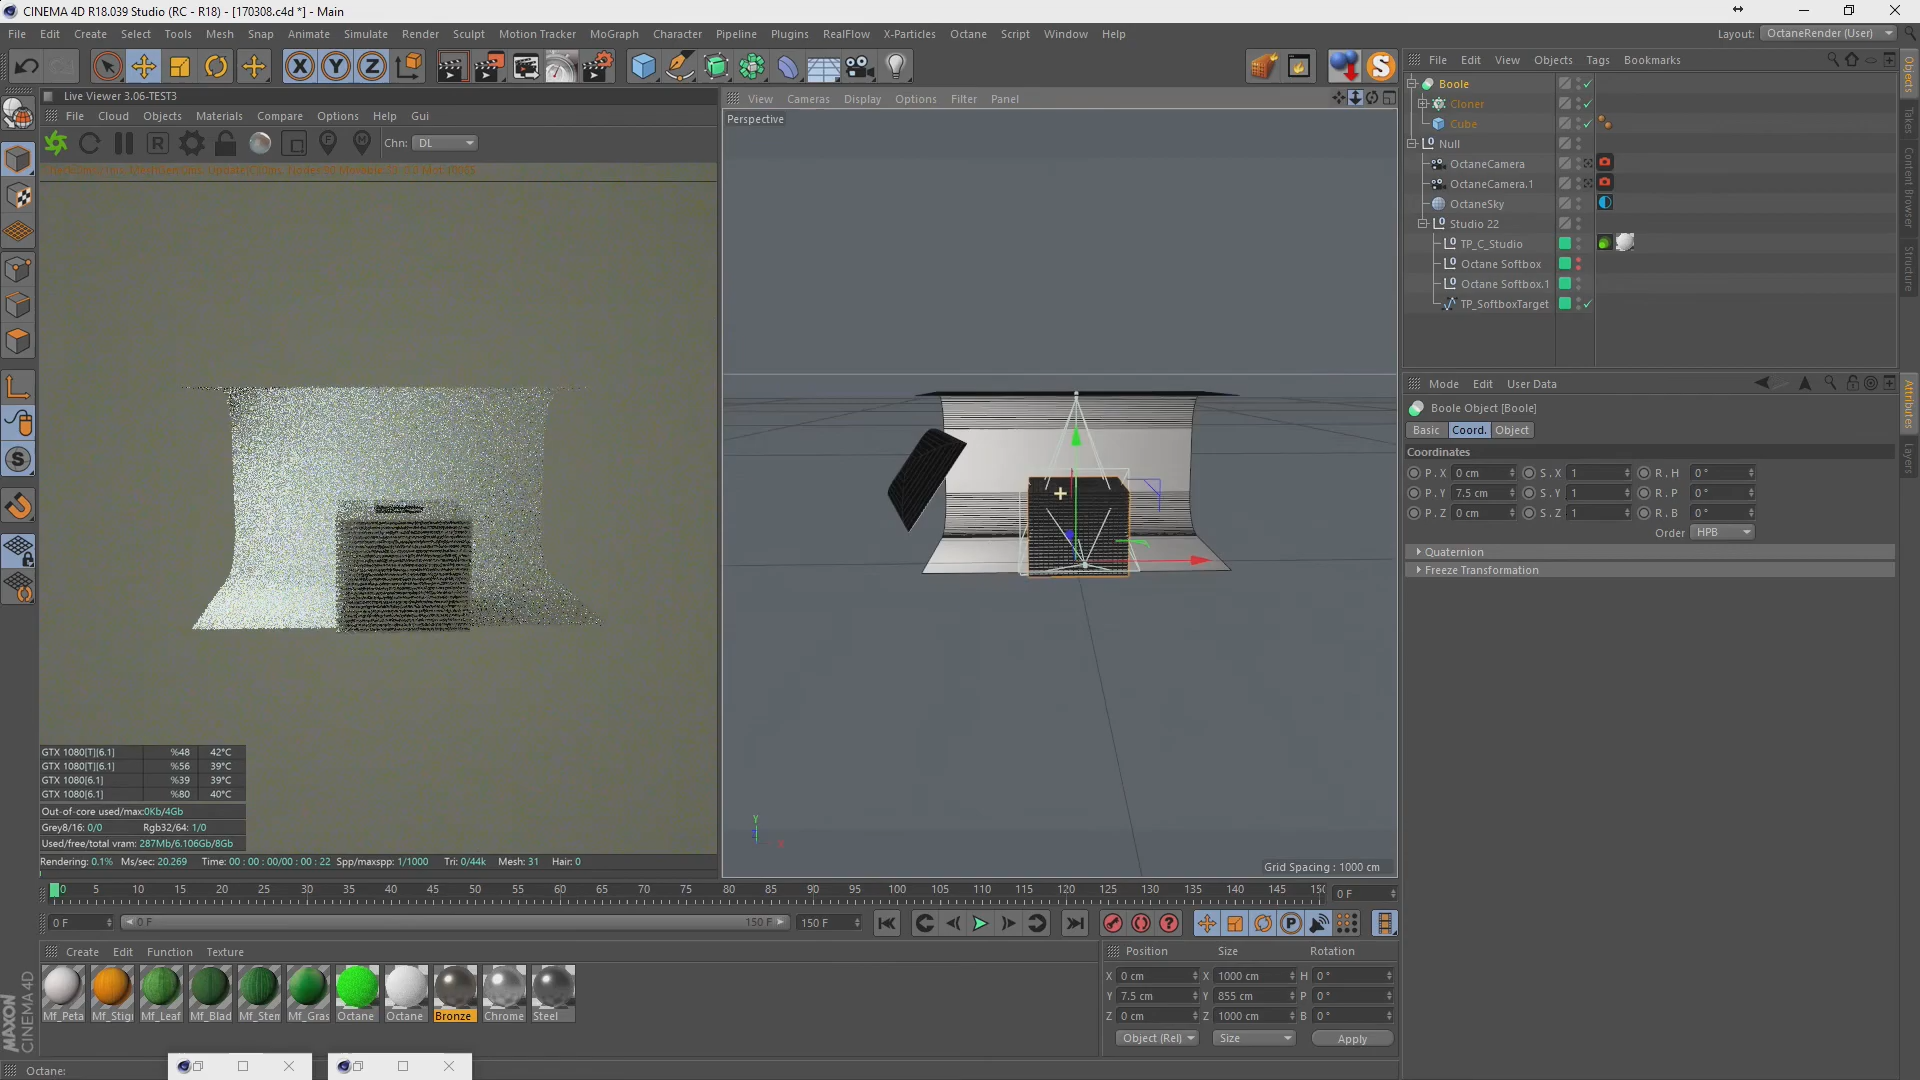 CINEMA 4D R18.039 Studio (RC - R18) - [170308.c4d *] - Main
File Edit Create Select Tools Mesh Snap Animate Simulate Render Sculpt Motion Tracker MoGraph Character Pipeline Plugins RealFlow X-Particles Octane Script Window Help
Layout: OctaneRender (User)
X Y Z
S
Live Viewer 3.06-TEST3
File Cloud Objects Materials Compare Options Help Gui
R F M Chn: DL
View Cameras Display Options Filter Panel
Perspective
Grid Spacing : 1000 cm
Y
X
GTX 1080[T][6.1] %48 42°C
GTX 1080[T][6.1] %56 39°C
GTX 1080[6.1] %39 39°C
GTX 1080[6.1] %80 40°C
Out-of-core used/max:0Kb/4Gb
Grey8/16: 0/0 Rgb32/64: 1/0
Used/free/total vram: 287Mb/6.106Gb/8Gb
Rendering: 0.1% Ms/sec: 20.269 Time: 00 : 00 : 00/00 : 00 : 22 Spp/maxspp: 1/1000 Tri: 0/44k Mesh: 31 Hair: 0
File Edit View Objects Tags Bookmarks
Boole
Cloner
Cube
Null
OctaneCamera
OctaneCamera.1
OctaneSky
Studio 22
TP_C_Studio
Octane Softbox
Octane Softbox.1
TP_SoftboxTarget
Objects
Takes
Content Browser
Structure
Mode Edit User Data
Boole Object [Boole]
Basic Coord. Object
Coordinates
P . X 0 cm S . X 1 R . H 0 °
P . Y 7.5 cm S . Y 1 R . P 0 °
P . Z 0 cm S . Z 1 R . B 0 °
Order HPB
Quaternion
Freeze Transformation
Attributes
Layers
0 5 10 15 20 25 30 35 40 45 50 55 60 65 70 75 80 85 90 95 100 105 110 115 120 125 130 135 140 145 150 0 F
0 F 0 F 150 F 150 F
P
Create Edit Function Texture
Mf_Peta Mf_Stigi Mf_Leaf Mf_Blad Mf_Stem Mf_Gras Octane Octane Bronze Chrome Steel
Position Size Rotation
X 0 cm X 1000 cm H 0 °
Y 7.5 cm Y 855 cm P 0 °
Z 0 cm Z 1000 cm B 0 °
Object (Rel) Size Apply
MAXON
CINEMA 4D
Octane: